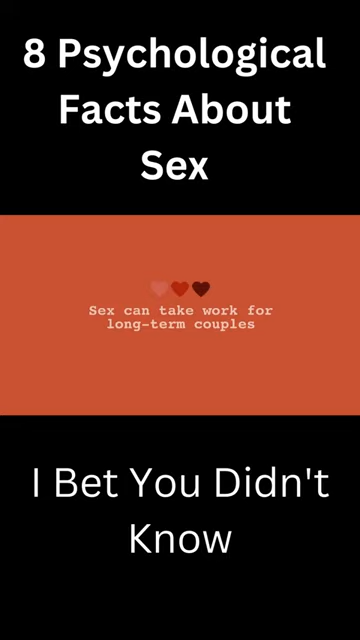 8 Psychological
Facts About
Sex
Sex can take work for
long-term couples
I Bet You Didn't
Know